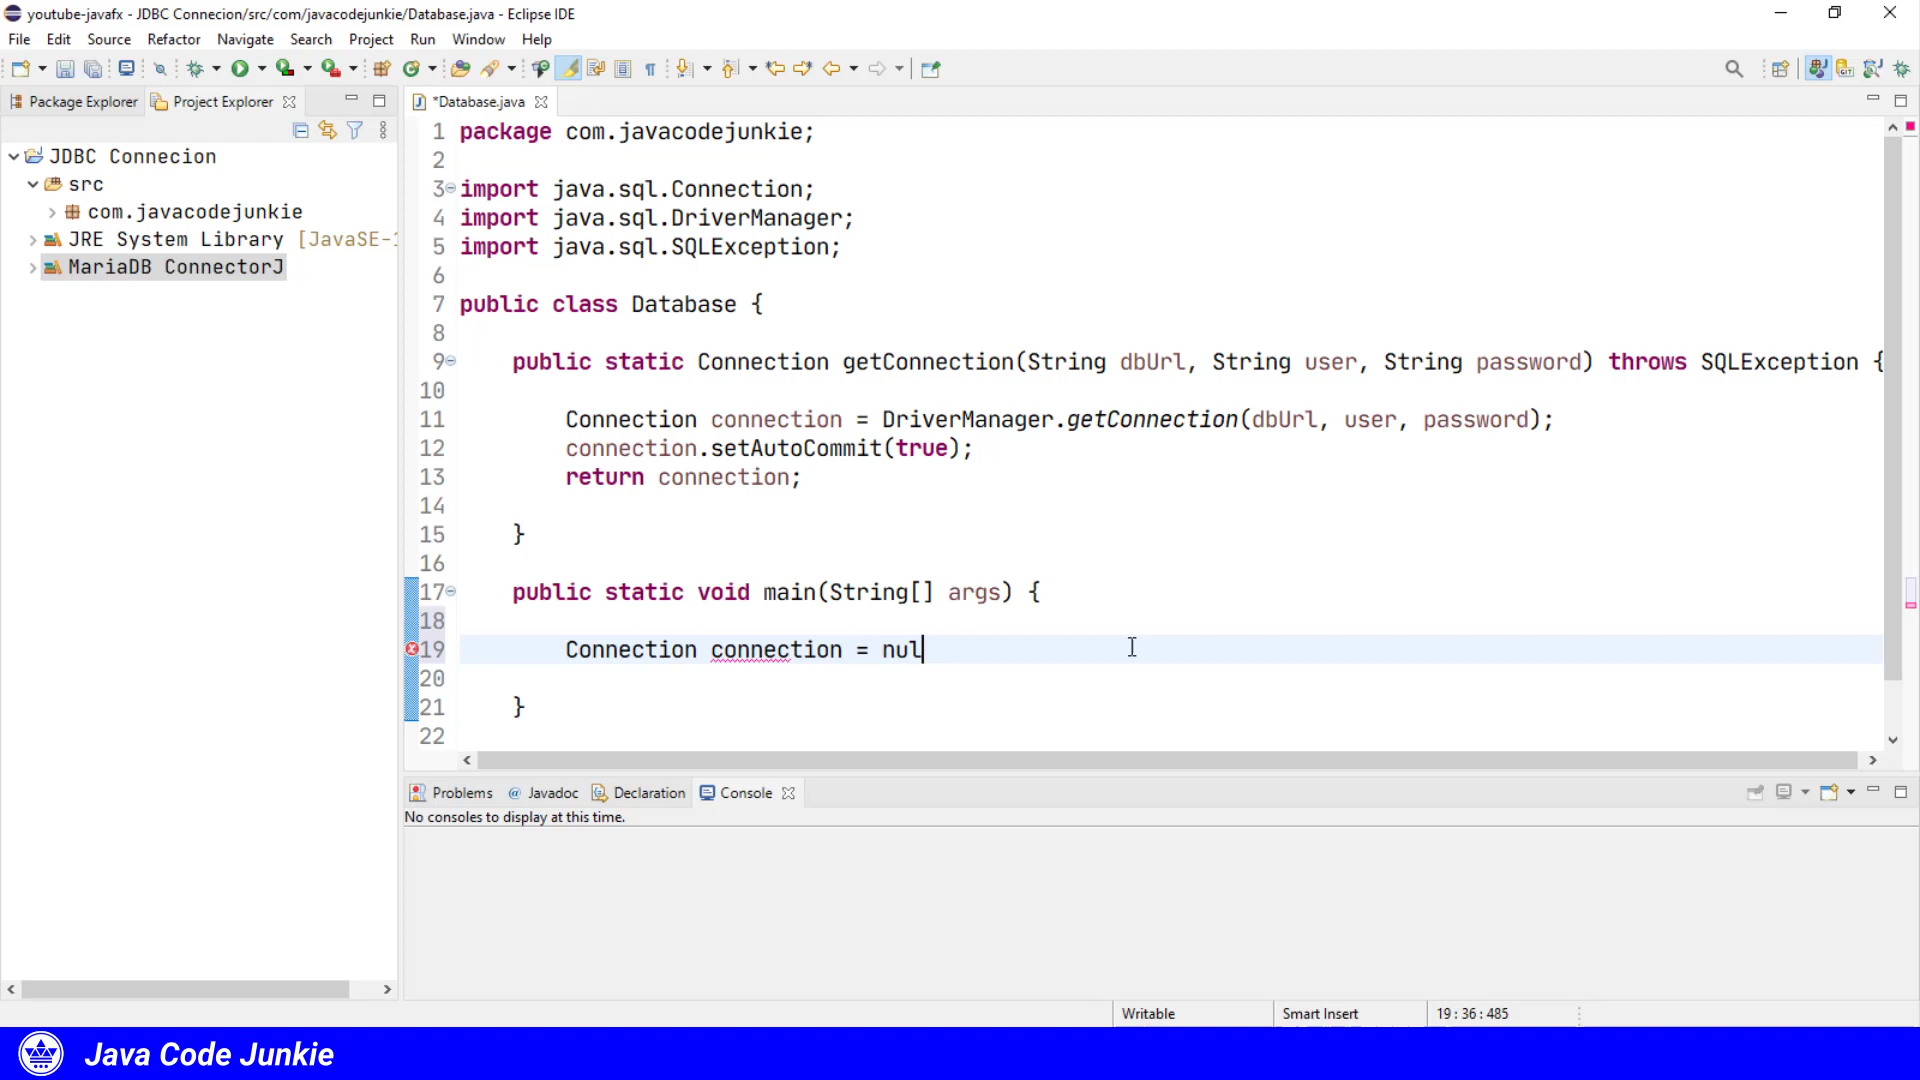 youtube-javafx - JDBC Connecion/src/com/javacodejunkie/Database.java - Eclipse IDE
File Edit Source Refactor Navigate Search Project Run Window Help
Package Explorer Project Explorer
*Database.java
JDBC Connecion
src
com.javacodejunkie
JRE System Library [JavaSE-1
MariaDB ConnectorJ
1 package com.javacodejunkie;
2
3 import java.sql.Connection;
4 import java.sql.DriverManager;
5 import java.sql.SQLException;
6
7 public class Database {
8
9 public static Connection getConnection(String dbUrl, String user, String password) throws SQLException {
10
11 Connection connection = DriverManager.getConnection(dbUrl, user, password);
12 connection.setAutoCommit(true);
13 return connection;
14
15 }
16
17 public static void main(String[] args) {
18
19 Connection connection = nul
20
21 }
22
Problems @ Javadoc Declaration Console
No consoles to display at this time.
Writable Smart Insert 19 : 36 : 485
Java Code Junkie